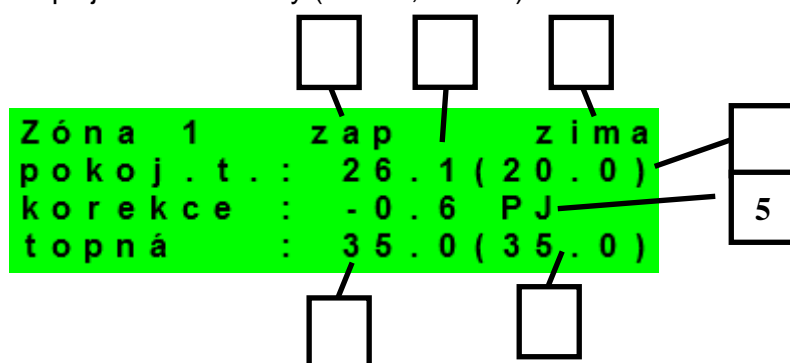 Zóna 1 zap zima
pokoj.t.: 26.1(20.0)
korekce : -0.6 PJ
5
topná : 35.0(35.0)